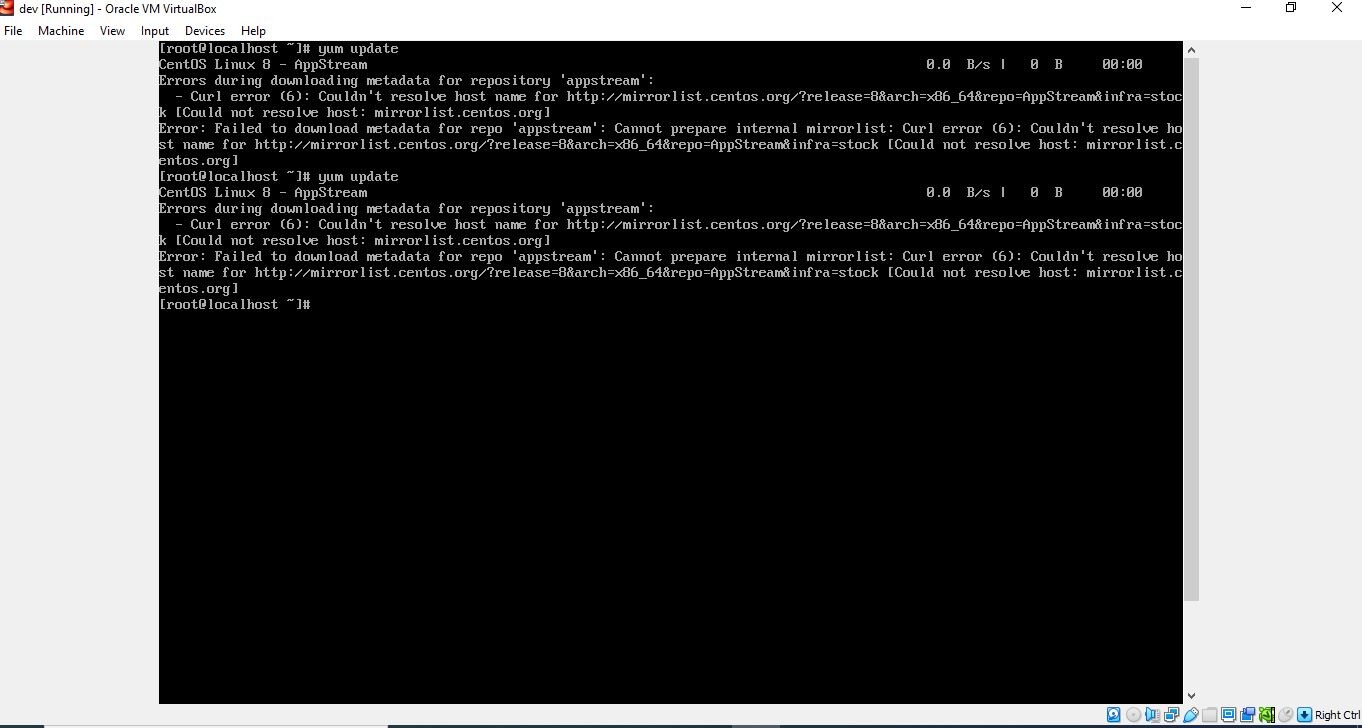 dev [Running] - Oracle VM VirtualBox
File Machine View Input Devices Help
[root@localhost ~]# yum update
CentOS Linux 8 - AppStream 0.0 B/s | 0 B 00:00
Errors during downloading metadata for repository 'appstream':
- Curl error (6): Couldn't resolve host name for http://mirrorlist.centos.org/?release=8&arch=x86_64&repo=AppStream&infra=stoc
k [Could not resolve host: mirrorlist.centos.org]
Error: Failed to download metadata for repo 'appstream': Cannot prepare internal mirrorlist: Curl error (6): Couldn't resolve ho
st name for http://mirrorlist.centos.org/?release=8&arch=x86_64&repo=AppStream&infra=stock [Could not resolve host: mirrorlist.c
entos.org]
[root@localhost ~]# yum update
CentOS Linux 8 - AppStream 0.0 B/s | 0 B 00:00
Errors during downloading metadata for repository 'appstream':
- Curl error (6): Couldn't resolve host name for http://mirrorlist.centos.org/?release=8&arch=x86_64&repo=AppStream&infra=stoc
k [Could not resolve host: mirrorlist.centos.org]
Error: Failed to download metadata for repo 'appstream': Cannot prepare internal mirrorlist: Curl error (6): Couldn't resolve ho
st name for http://mirrorlist.centos.org/?release=8&arch=x86_64&repo=AppStream&infra=stock [Could not resolve host: mirrorlist.c
entos.org]
[root@localhost ~]#
Right Ctrl